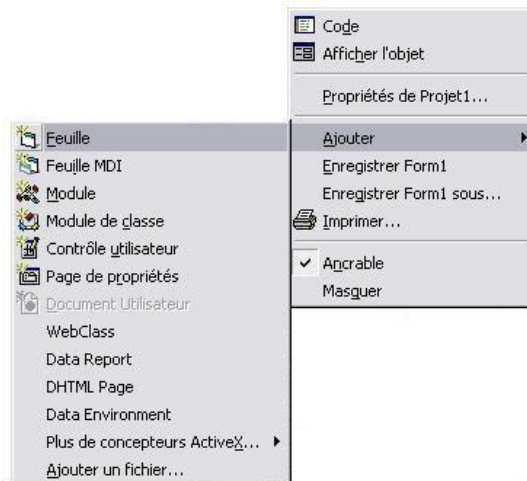 Code
Afficher l'objet
Propriétés de Projet1...
Ajouter
Enregistrer Form1
Enregistrer Form1 sous...
Imprimer...
Ancrable
Masquer
Feuille
Feuille MDI
Module
Module de classe
Contrôle utilisateur
Page de propriétés
Document Utilisateur
WebClass
Data Report
DHTML Page
Data Environment
Plus de concepteurs ActiveX...
Ajouter un fichier...